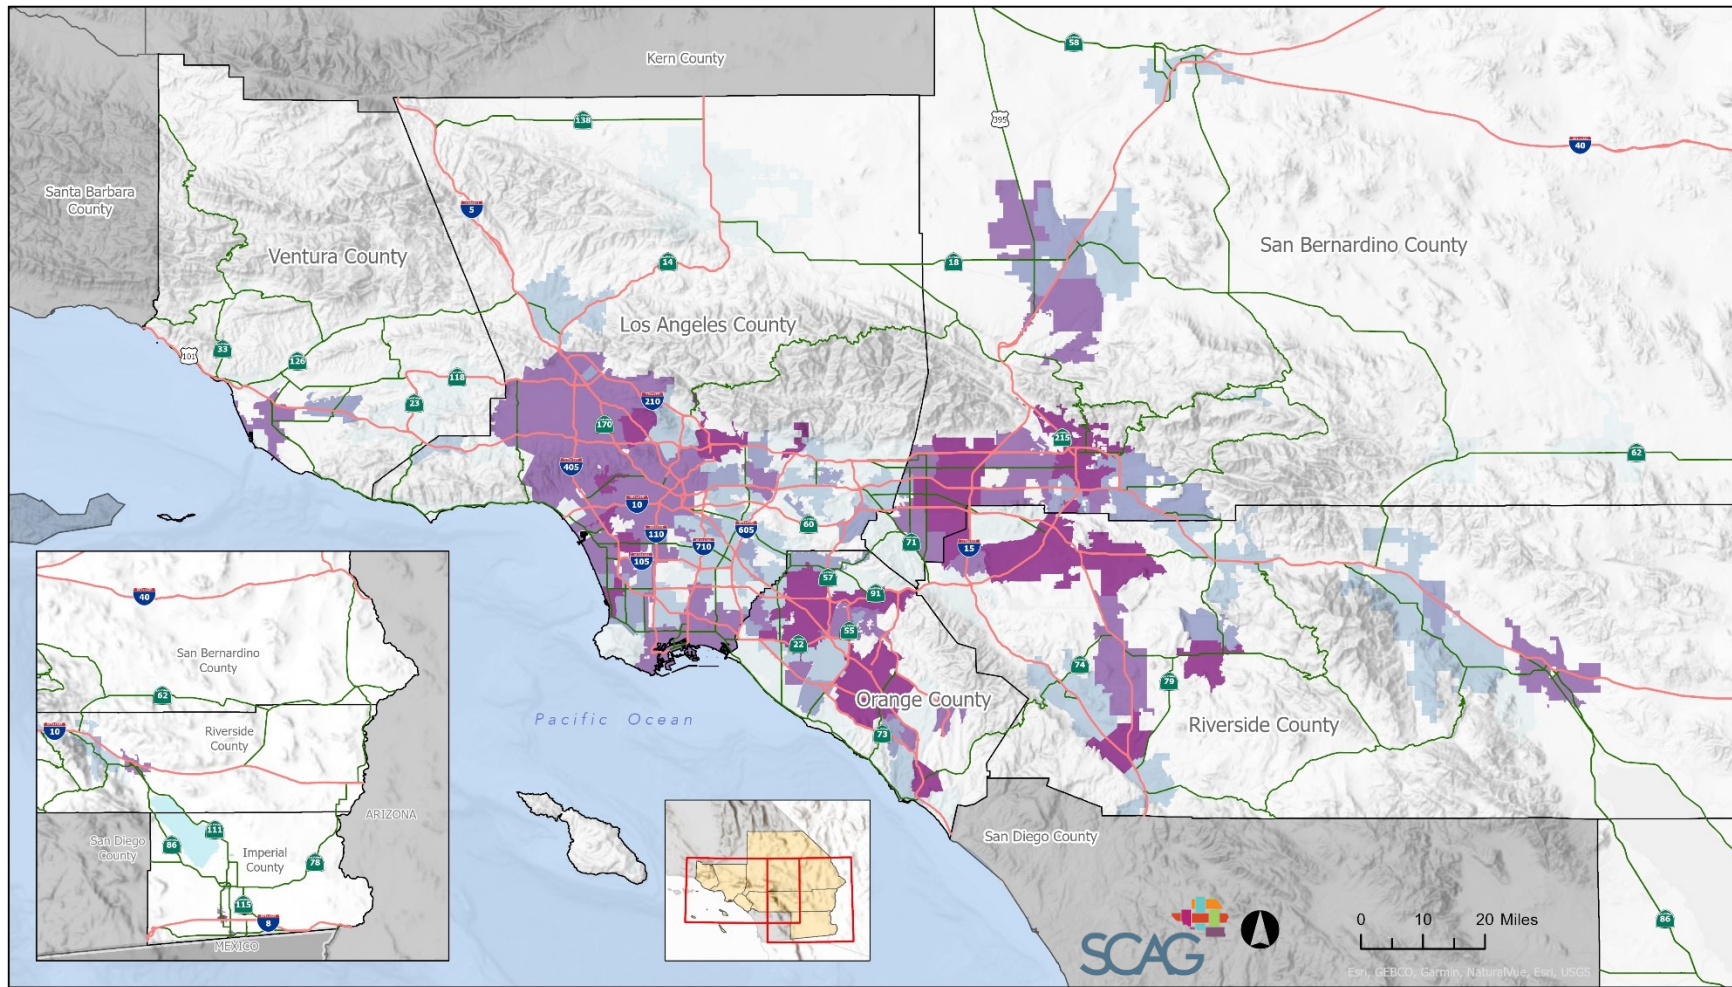 Kern County
58
138
395
40
Santa Barbara
County
5
Ventura County
14
18
San Bernardino County
Los Angeles County
33
101
126
118
23
210
170
215
62
405
10
60
110
605
710
71
15
105
57
91
22
55
74
79
Orange County
Riverside County
73
Pacific Ocean
40
San Bernardino
County
62
10
Riverside
County
ARIZONA
San Diego
County
111
86
Imperial
County
78
115
8
MEXICO
San Diego County
SCAG
0 10 20 Miles
86
Esri, GEBCO, Garmin, NaturalVue, Esri, USGS